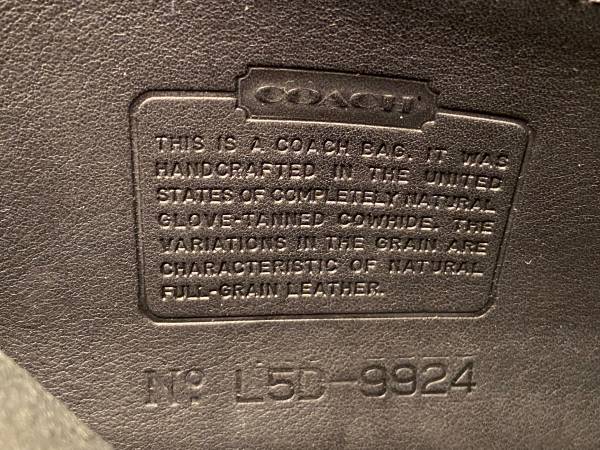 COACH
THIS IS A COACH BAG. IT WAS
HANDCRAFTED IN THE UNITED
STATES OF COMPLETELY NATURAL
GLOVE-TANNED COWHIDE. THE
VARIATIONS IN THE GRAIN ARE
CHARACTERISTIC OF NATURAL
FULL-GRAIN LEATHER.
Nº L5D-9924